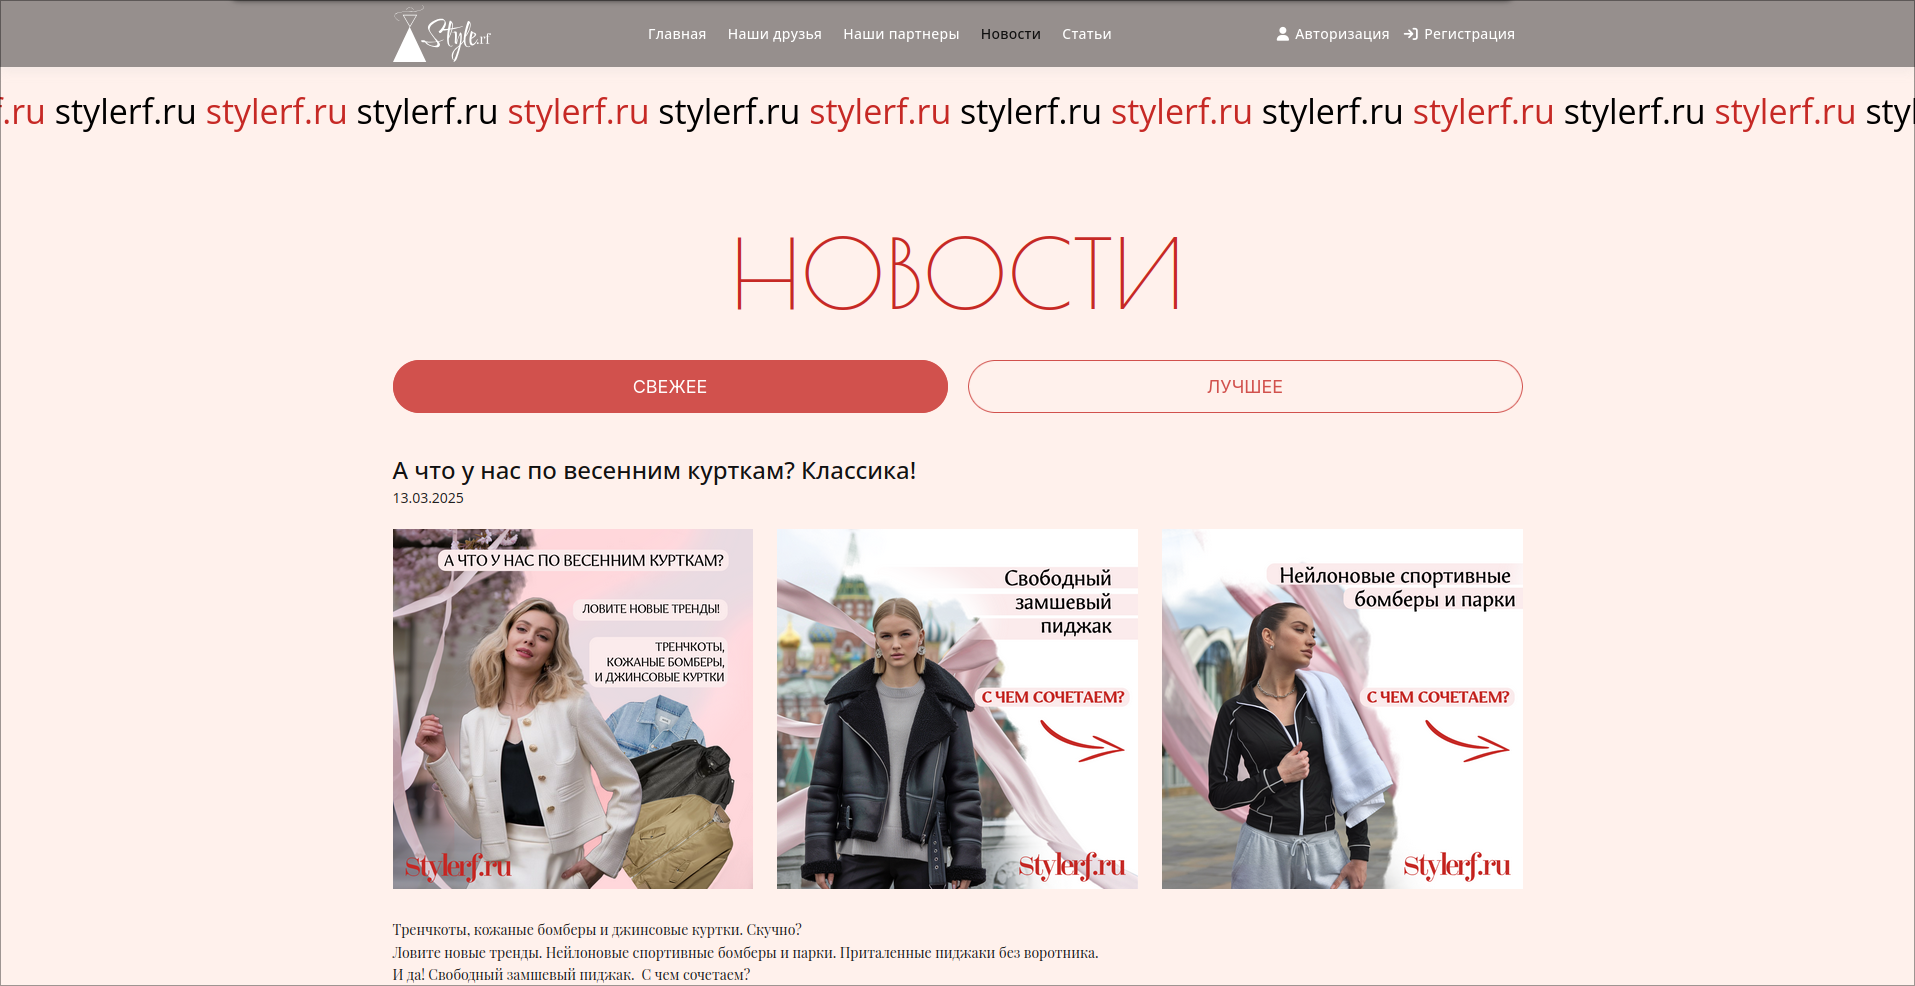 Style.rf
Главная Наши друзья Наши партнеры Новости Статьи
Авторизация Регистрация
f.ru stylerf.ru stylerf.ru stylerf.ru stylerf.ru stylerf.ru stylerf.ru stylerf.ru stylerf.ru stylerf.ru stylerf.ru stylerf.ru stylerf.ru styl
НОВОСТИ
СВЕЖЕЕ
ЛУЧШЕЕ
А что у нас по весенним курткам? Классика!
13.03.2025
А ЧТО У НАС ПО ВЕСЕННИМ КУРТКАМ?
ЛОВИТЕ НОВЫЕ ТРЕНДЫ!
ТРЕНЧКОТЫ,
КОЖАНЫЕ БОМБЕРЫ,
И ДЖИНСОВЫЕ КУРТКИ
Stylerf.ru
Свободный
замшевый
пиджак
С ЧЕМ СОЧЕТАЕМ?
Stylerf.ru
Нейлоновые спортивные
бомберы и парки
С ЧЕМ СОЧЕТАЕМ?
Stylerf.ru
Тренчкоты, кожаные бомберы и джинсовые куртки. Скучно?
Ловите новые тренды. Нейлоновые спортивные бомберы и парки. Приталенные пиджаки без воротника.
И да! Свободный замшевый пиджак. С чем сочетаем?